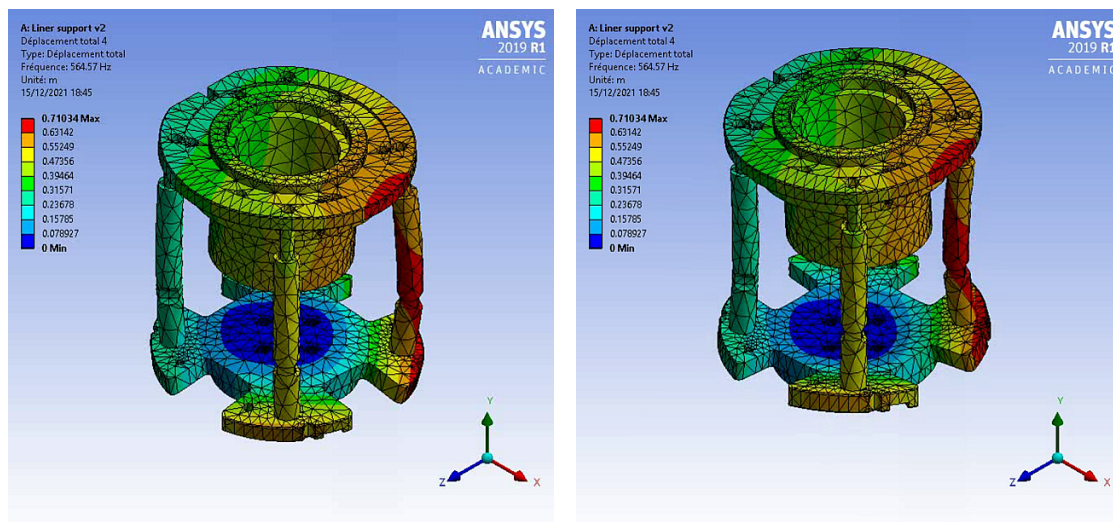 A: Liner support v2
Déplacement total 4
Type: Déplacement total
Fréquence: 564.57 Hz
Unité: m
15/12/2021 18:45
0.71034 Max
0.63142
0.55249
0.47356
0.39464
0.31571
0.23678
0.15785
0.078927
0 Min
ANSYS
2019 R1
ACADEMIC
Y
Z
X
A: Liner support v2
Déplacement total 4
Type: Déplacement total
Fréquence: 564.57 Hz
Unité: m
15/12/2021 18:45
0.71034 Max
0.63142
0.55249
0.47356
0.39464
0.31571
0.23678
0.15785
0.078927
0 Min
ANSYS
2019 R1
ACADEMIC
Y
Z
X